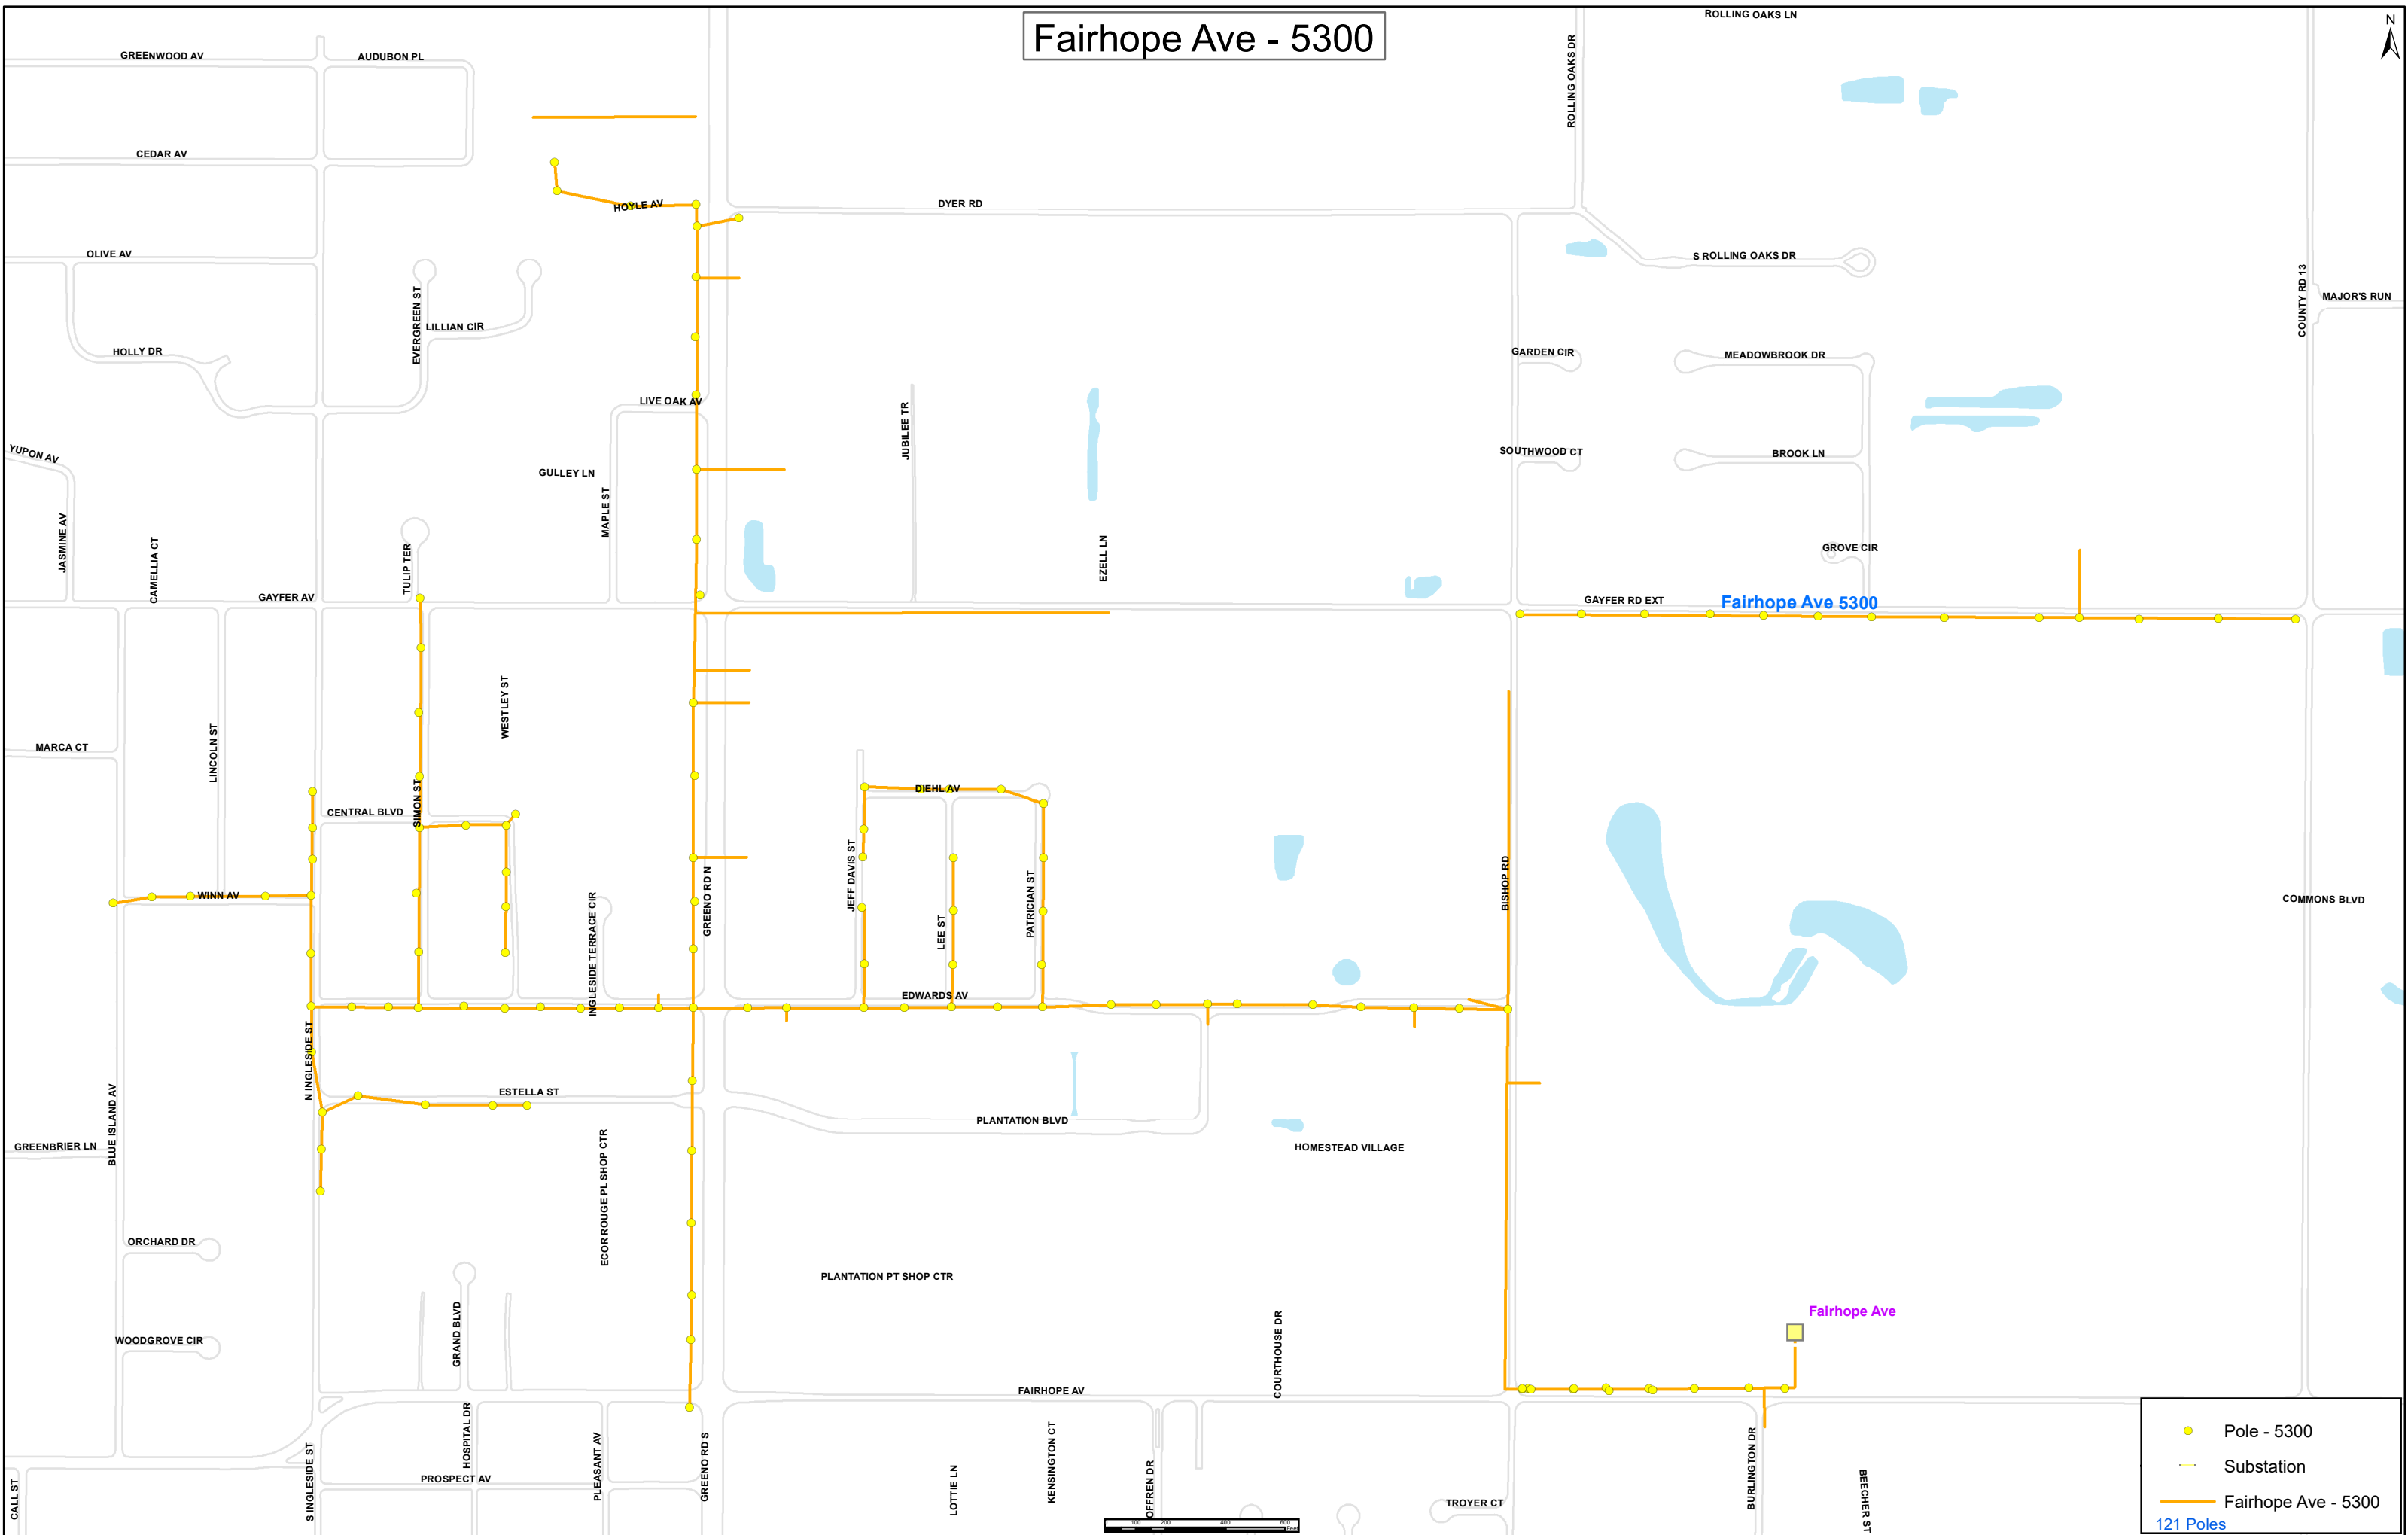 ROLLING OAKS LN
Fairhope Ave - 5300
N
GREENWOOD AV
AUDUBON PL
ROLLING OAKS DR
CEDAR AV
HOYLE AV
DYER RD
OLIVE AV
S ROLLING OAKS DR
COUNTY RD 13
MAJOR'S RUN
EVERGREEN ST
LILLIAN CIR
HOLLY DR
GARDEN CIR
MEADOWBROOK DR
LIVE OAK AV
JUBILEE TR
YUPON AV
GULLEY LN
SOUTHWOOD CT
BROOK LN
MAPLE ST
JASMINE AV
CAMELLIA CT
TULIP TER
EZELL LN
GROVE CIR
GAYFER AV
GAYFER RD EXT
Fairhope Ave 5300
WESTLEY ST
LINCOLN ST
MARCA CT
SIMON ST
CENTRAL BLVD
DIEHL AV
JEFF DAVIS ST
GREENO RD N
BISHOP RD
WINN AV
PATRICIAN ST
LEE ST
COMMONS BLVD
INGLESIDE TERRACE CIR
EDWARDS AV
N INGLESIDE ST
ESTELLA ST
BLUE ISLAND AV
PLANTATION BLVD
GREENBRIER LN
HOMESTEAD VILLAGE
ECOR ROUGE PL SHOP CTR
ORCHARD DR
PLANTATION PT SHOP CTR
Fairhope Ave
WOODGROVE CIR
GRAND BLVD
COURTHOUSE DR
FAIRHOPE AV
HOSPITAL DR
PLEASANT AV
GREENO RD S
KENSINGTON CT
BURLINGTON DR
S INGLESIDE ST
PROSPECT AV
CALL ST
LOTTIE LN
OFFREN DR
TROYER CT
BEECHER ST
0 100 200 400 600
Feet
Pole - 5300
Substation
Fairhope Ave - 5300
121 Poles